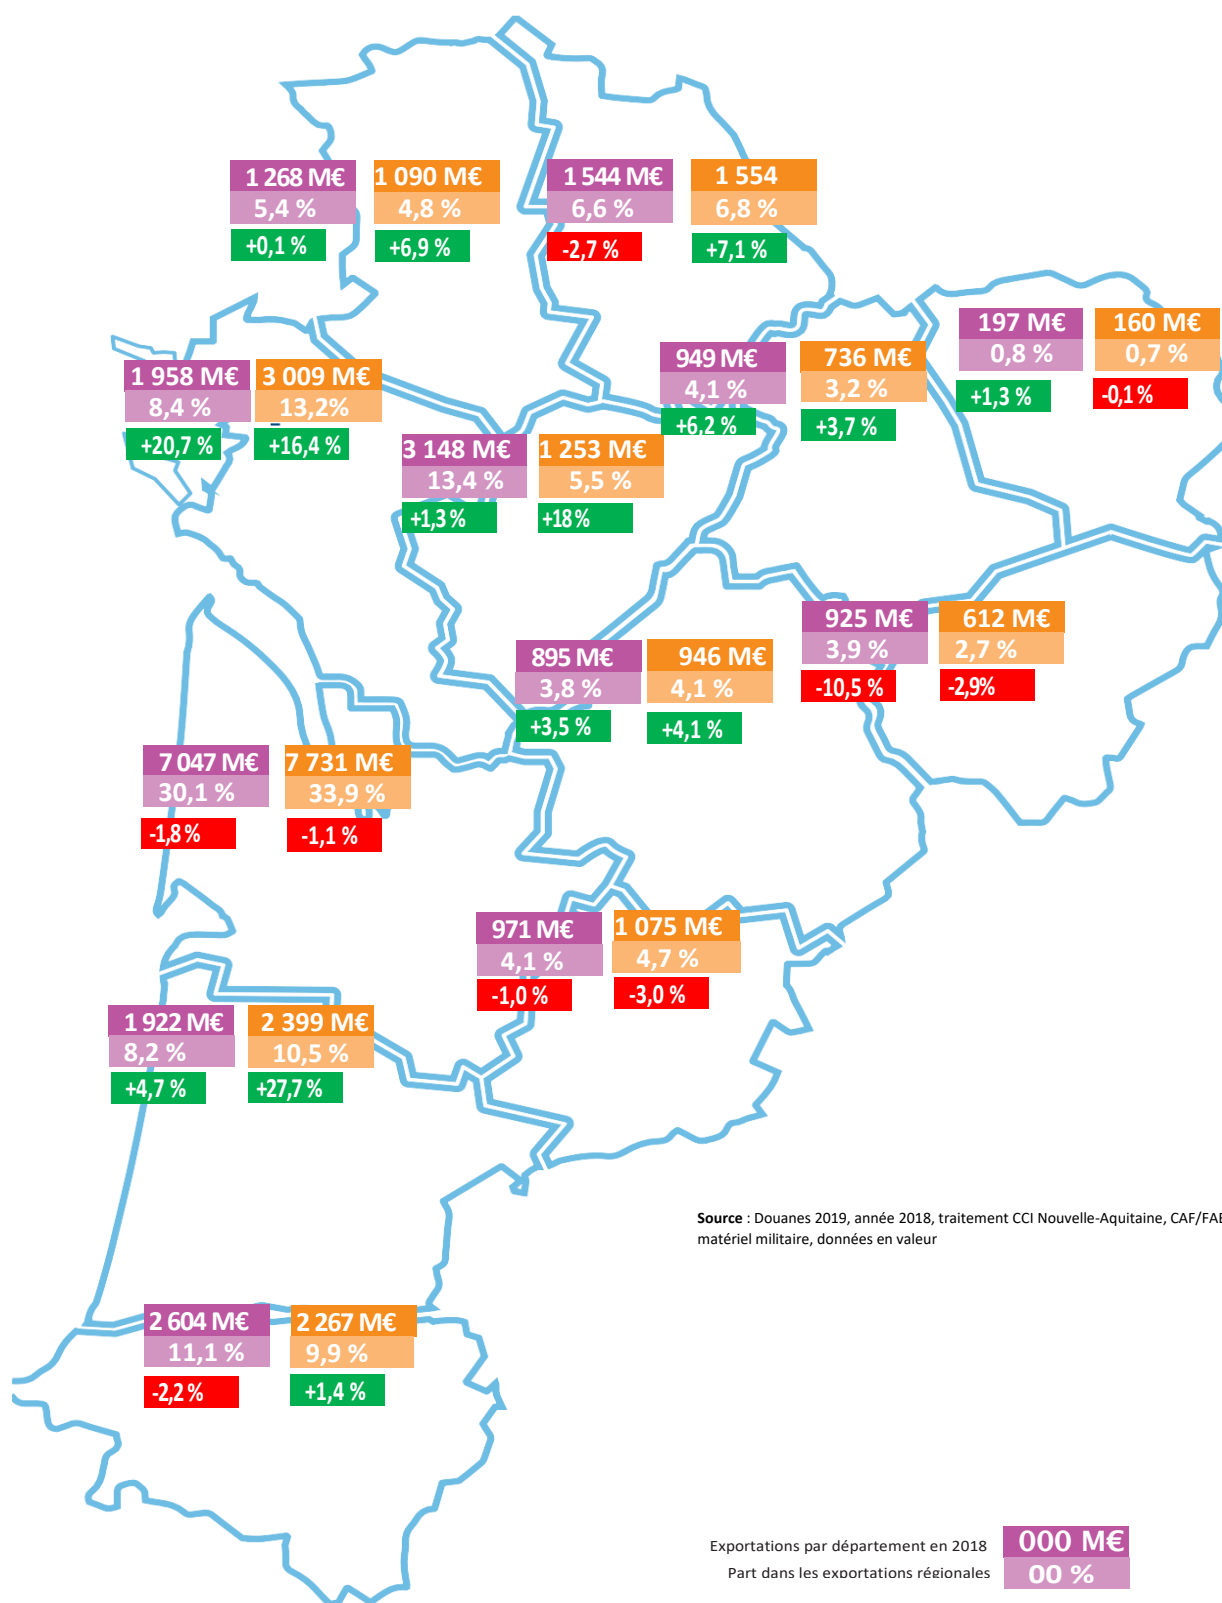 1 268 M€
5,4 %
+0,1 %
1 090 M€
4,8 %
+6,9 %
1 544 M€
6,6 %
-2,7 %
1 554
6,8 %
+7,1 %
197 M€
0,8 %
+1,3 %
160 M€
0,7 %
-0,1 %
1 958 M€
8,4 %
+20,7 %
3 009 M€
13,2%
+16,4 %
949 M€
4,1 %
+6,2 %
736 M€
3,2 %
+3,7 %
3 148 M€
13,4 %
+1,3 %
1 253 M€
5,5 %
+18 %
925 M€
3,9 %
-10,5 %
612 M€
2,7 %
-2,9%
895 M€
3,8 %
+3,5 %
946 M€
4,1 %
+4,1 %
7 047 M€
30,1 %
-1,8 %
7 731 M€
33,9 %
-1,1 %
971 M€
4,1 %
-1,0 %
1 075 M€
4,7 %
-3,0 %
1 922 M€
8,2 %
+4,7 %
2 399 M€
10,5 %
+27,7 %
Source : Douanes 2019, année 2018, traitement CCI Nouvelle-Aquitaine, CAF/FAB
matériel militaire, données en valeur
2 604 M€
11,1 %
-2,2 %
2 267 M€
9,9 %
+1,4 %
Exportations par département en 2018
000 M€
Part dans les exportations régionales
00 %